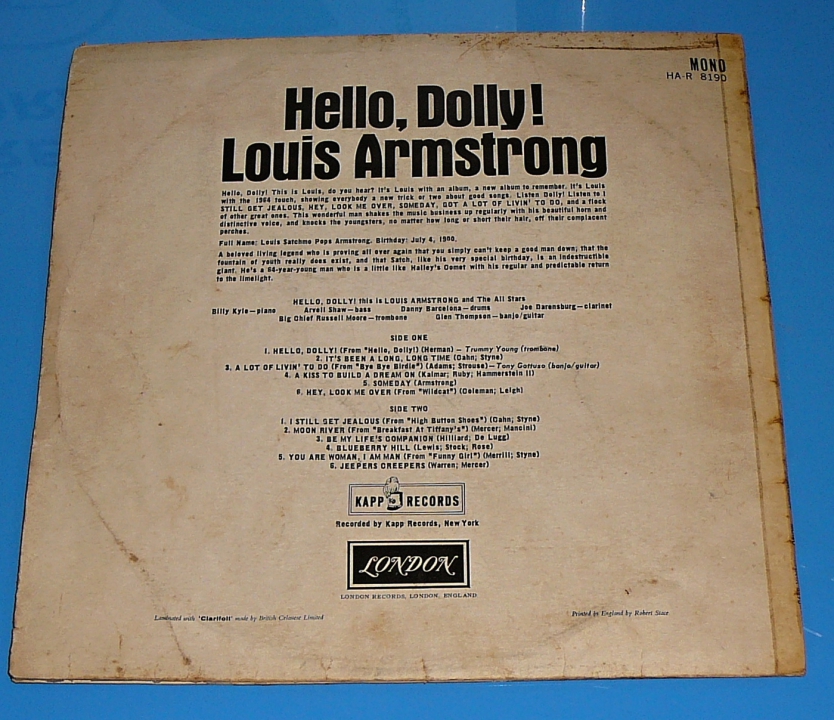 MONO
HA-R 8190
Hello, Dolly!
Louis Armstrong
Hello, Dolly! This is Louis, do you hear? It's Louis with an album, a new album to remember. It's Louis
with the 1964 touch, showing everybody a new trick or two about good songs. Listen Dolly! Listen to I
STILL GET JEALOUS, HEY, LOOK ME OVER, SOMEDAY, GOT A LOT OF LIVIN' TO DO, and a flock
of other great ones. This wonderful man shakes the music business up regularly with his beautiful horn and
distinctive voice, and knocks the youngsters, no matter how long or short their hair, off their complacent
perches.
Full Name: Louis Satchmo Pops Armstrong. Birthday: July 4, 1900.
A beloved living legend who is proving all over again that you simply can't keep a good man down; that the
fountain of youth really does exist, and that Satch, like his very special birthday, is an indestructible
giant. He's a 64-year-young man who is a little like Halley's Comet with his regular and predictable return
to the limelight.
HELLO, DOLLY! this is LOUIS ARMSTRONG and The All Stars
Billy Kyle—piano Arvell Shaw—bass Danny Barcelona—drums Joe Darensburg—clarinet
Big Chief Russell Moore—trombone Glen Thompson—banjo/guitar
SIDE ONE
1. HELLO, DOLLY! (From "Hello, Dolly!) (Herman) — Trummy Young (trombone)
2. IT'S BEEN A LONG, LONG TIME (Cahn; Styne)
3. A LOT OF LIVIN' TO DO (From "Bye Bye Birdie") (Adams; Strouse)—Tony Gottuso (banjo/guitar)
4. A KISS TO BUILD A DREAM ON (Kalmar; Ruby; Hammerstein II)
5. SOMEDAY (Armstrong)
6. HEY, LOOK ME OVER (From "Wildcat") (Coleman; Leigh)
SIDE TWO
1. I STILL GET JEALOUS (From "High Button Shoes") (Cahn; Styne)
2. MOON RIVER (From "Breakfast At Tiffany's") (Mercer; Mancini)
3. BE MY LIFE'S COMPANION (Hilliard; De Lugg)
4. BLUEBERRY HILL (Lewis; Stock; Rose)
5. YOU ARE WOMAN, I AM MAN (From "Funny Girl") (Merrill; Styne)
6. JEEPERS CREEPERS (Warren; Mercer)
KAPP RECORDS
Recorded by Kapp Records, New York
LONDON
LONDON RECORDS, LONDON, ENGLAND
Laminated with 'Clarifoil' made by British Celanese Limited
Printed in England by Robert Stace